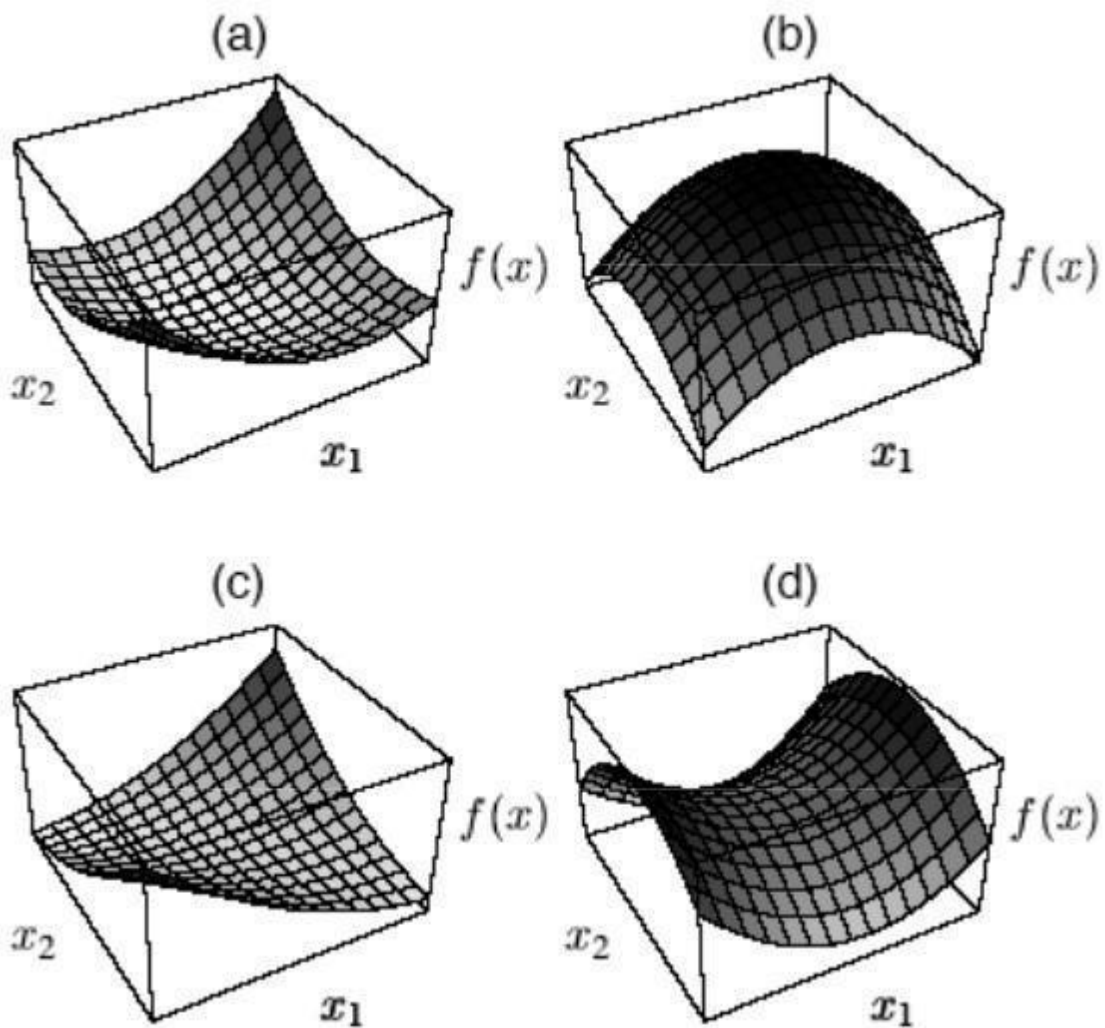 (a) (b)
f(x) f(x)
x₂ x₂
x₁ x₁
(c) (d)
f(x) f(x)
x₂ x₂
x₁ x₁